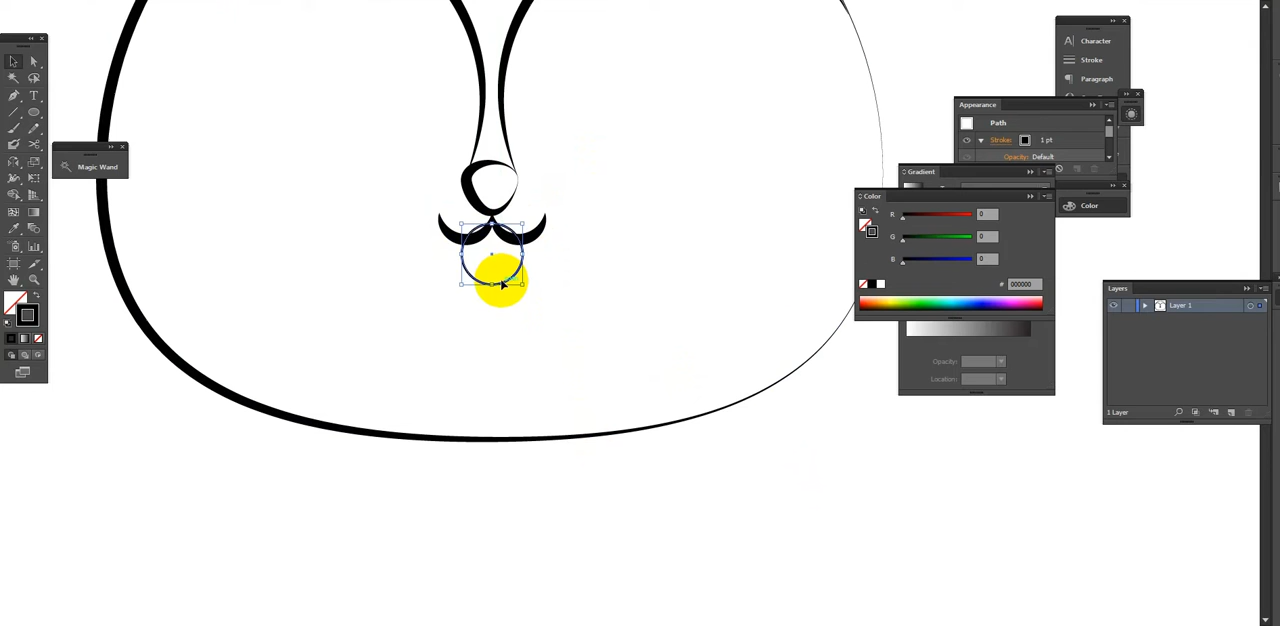 Character
Stroke
Paragraph
Appearance
Path
Stroke: 1 pt
Opacity: Default
Magic Wand
Gradient
Color
Color
R 0
G 0
B 0
# 000000
Layers
Layer 1
Opacity:
Location:
1 Layer